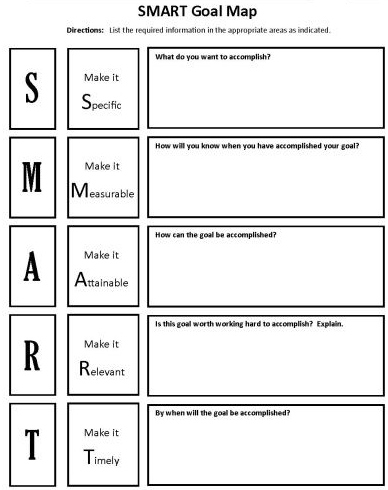 SMART Goal Map
Directions: List the required information in the appropriate areas as indicated.
S
Make it
Specific
What do you want to accomplish?
M
Make it
Measurable
How will you know when you have accomplished your goal?
A
Make it
Attainable
How can the goal be accomplished?
R
Make it
Relevant
Is this goal worth working hard to accomplish? Explain.
T
Make it
Timely
By when will the goal be accomplished?